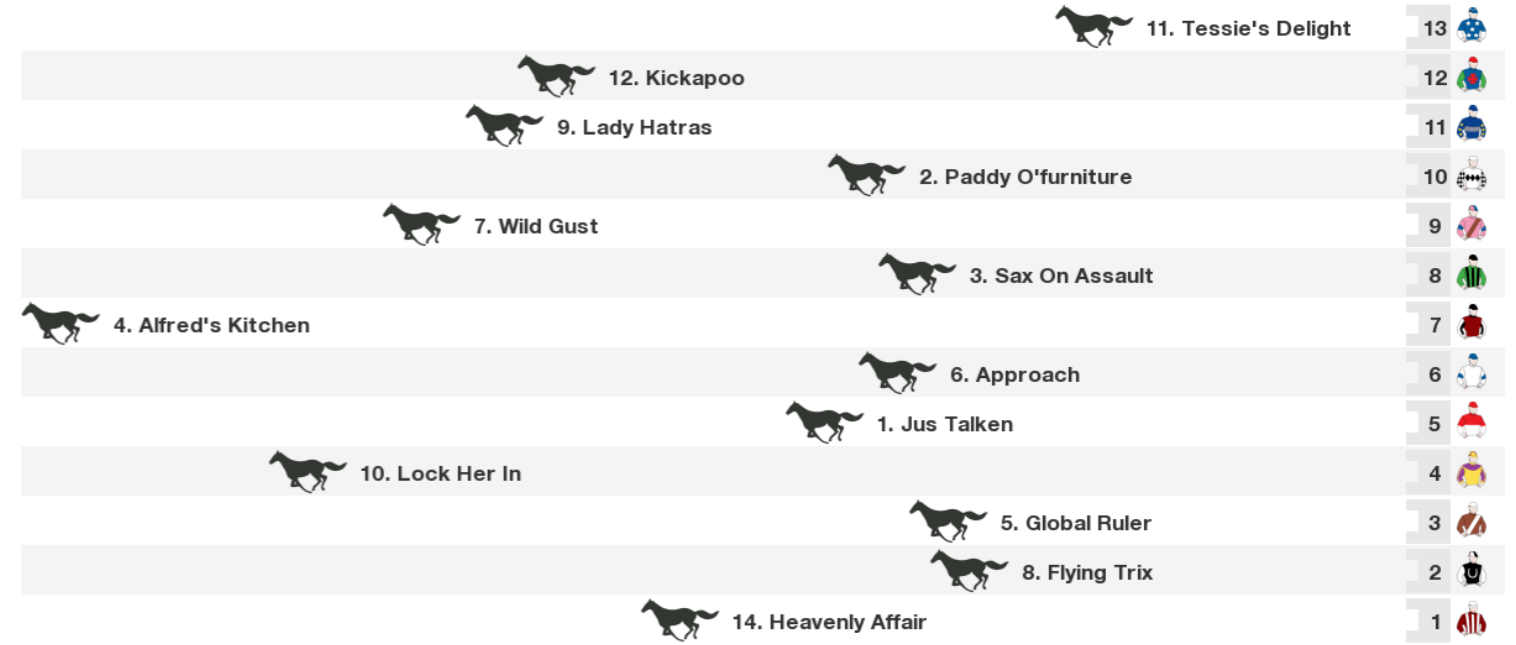 11. Tessie's Delight 13
12. Kickapoo 12
9. Lady Hatras 11
2. Paddy O'furniture 10
7. Wild Gust 9
3. Sax On Assault 8
4. Alfred's Kitchen 7
6. Approach 6
1. Jus Talken 5
10. Lock Her In 4
5. Global Ruler 3
8. Flying Trix 2
14. Heavenly Affair 1